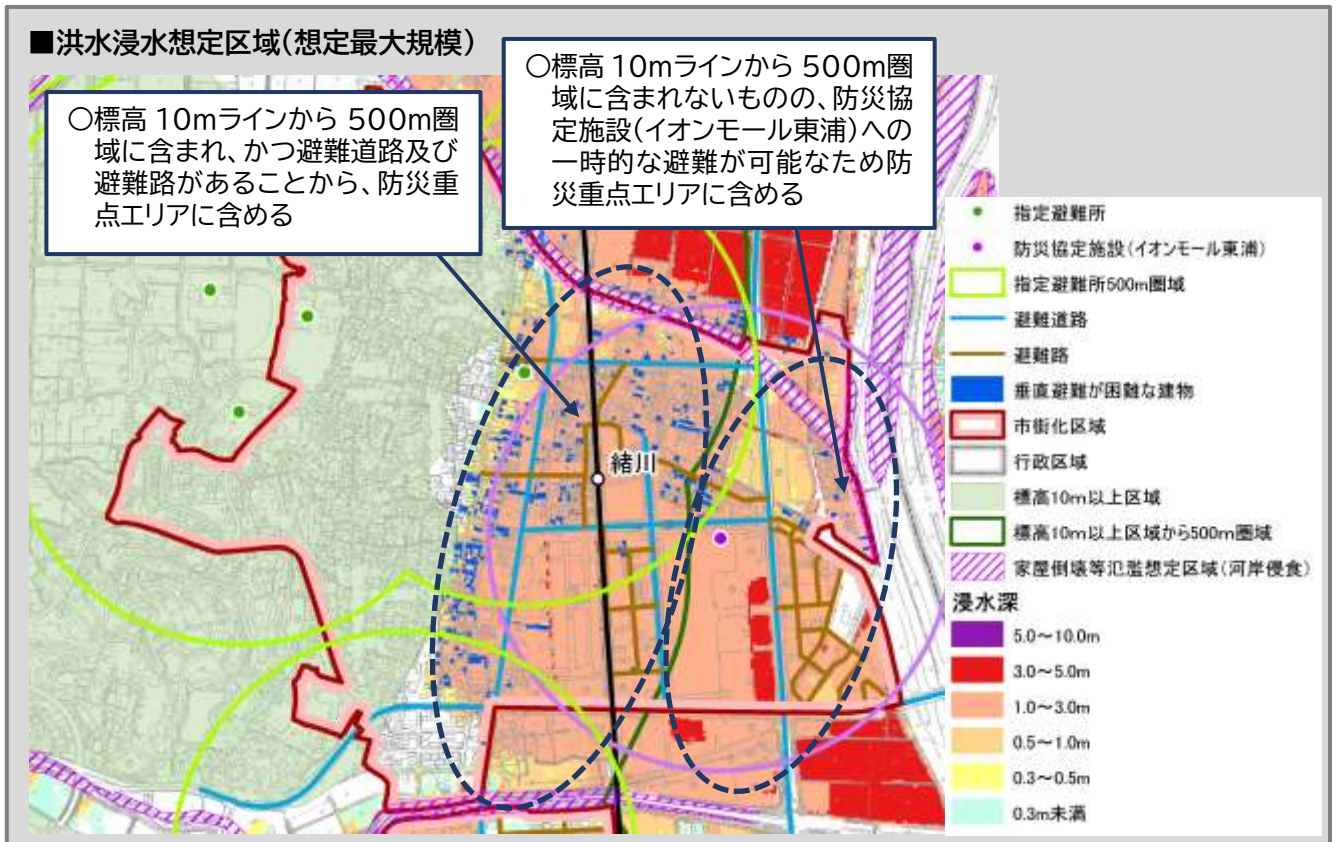 ■洪水浸水想定区域(想定最大規模)
○標高 10mラインから 500m圏
域に含まれ、かつ避難道路及び
避難路があることから、防災重
点エリアに含める
○標高 10mラインから 500m圏
域に含まれないものの、防災協
定施設(イオンモール東浦)への
一時的な避難が可能なため防
災重点エリアに含める
緒川
指定避難所
防災協定施設(イオンモール東浦)
指定避難所500m圏域
避難道路
避難路
垂直避難が困難な建物
市街化区域
行政区域
標高10m以上区域
標高10m以上区域から500m圏域
家屋倒壊等氾濫想定区域(河岸侵食)
浸水深
5.0～10.0m
3.0～5.0m
1.0～3.0m
0.5～1.0m
0.3～0.5m
0.3m未満